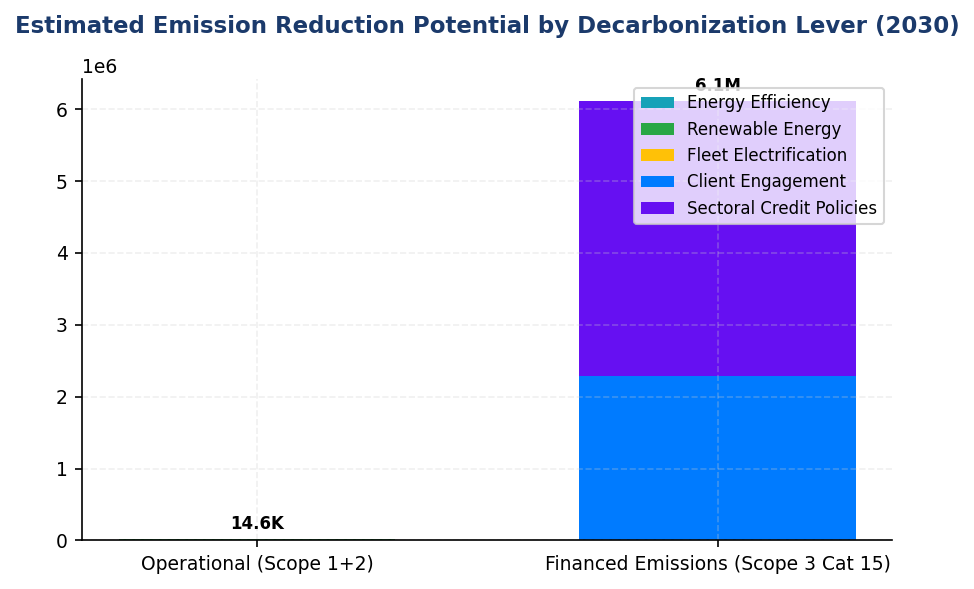 Estimated Emission Reduction Potential by Decarbonization Lever (2030)
1e6
6.1M
Energy Efficiency
Renewable Energy
Fleet Electrification
Client Engagement
Sectoral Credit Policies
6
5
4
3
2
1
0
14.6K
Operational (Scope 1+2)
Financed Emissions (Scope 3 Cat 15)